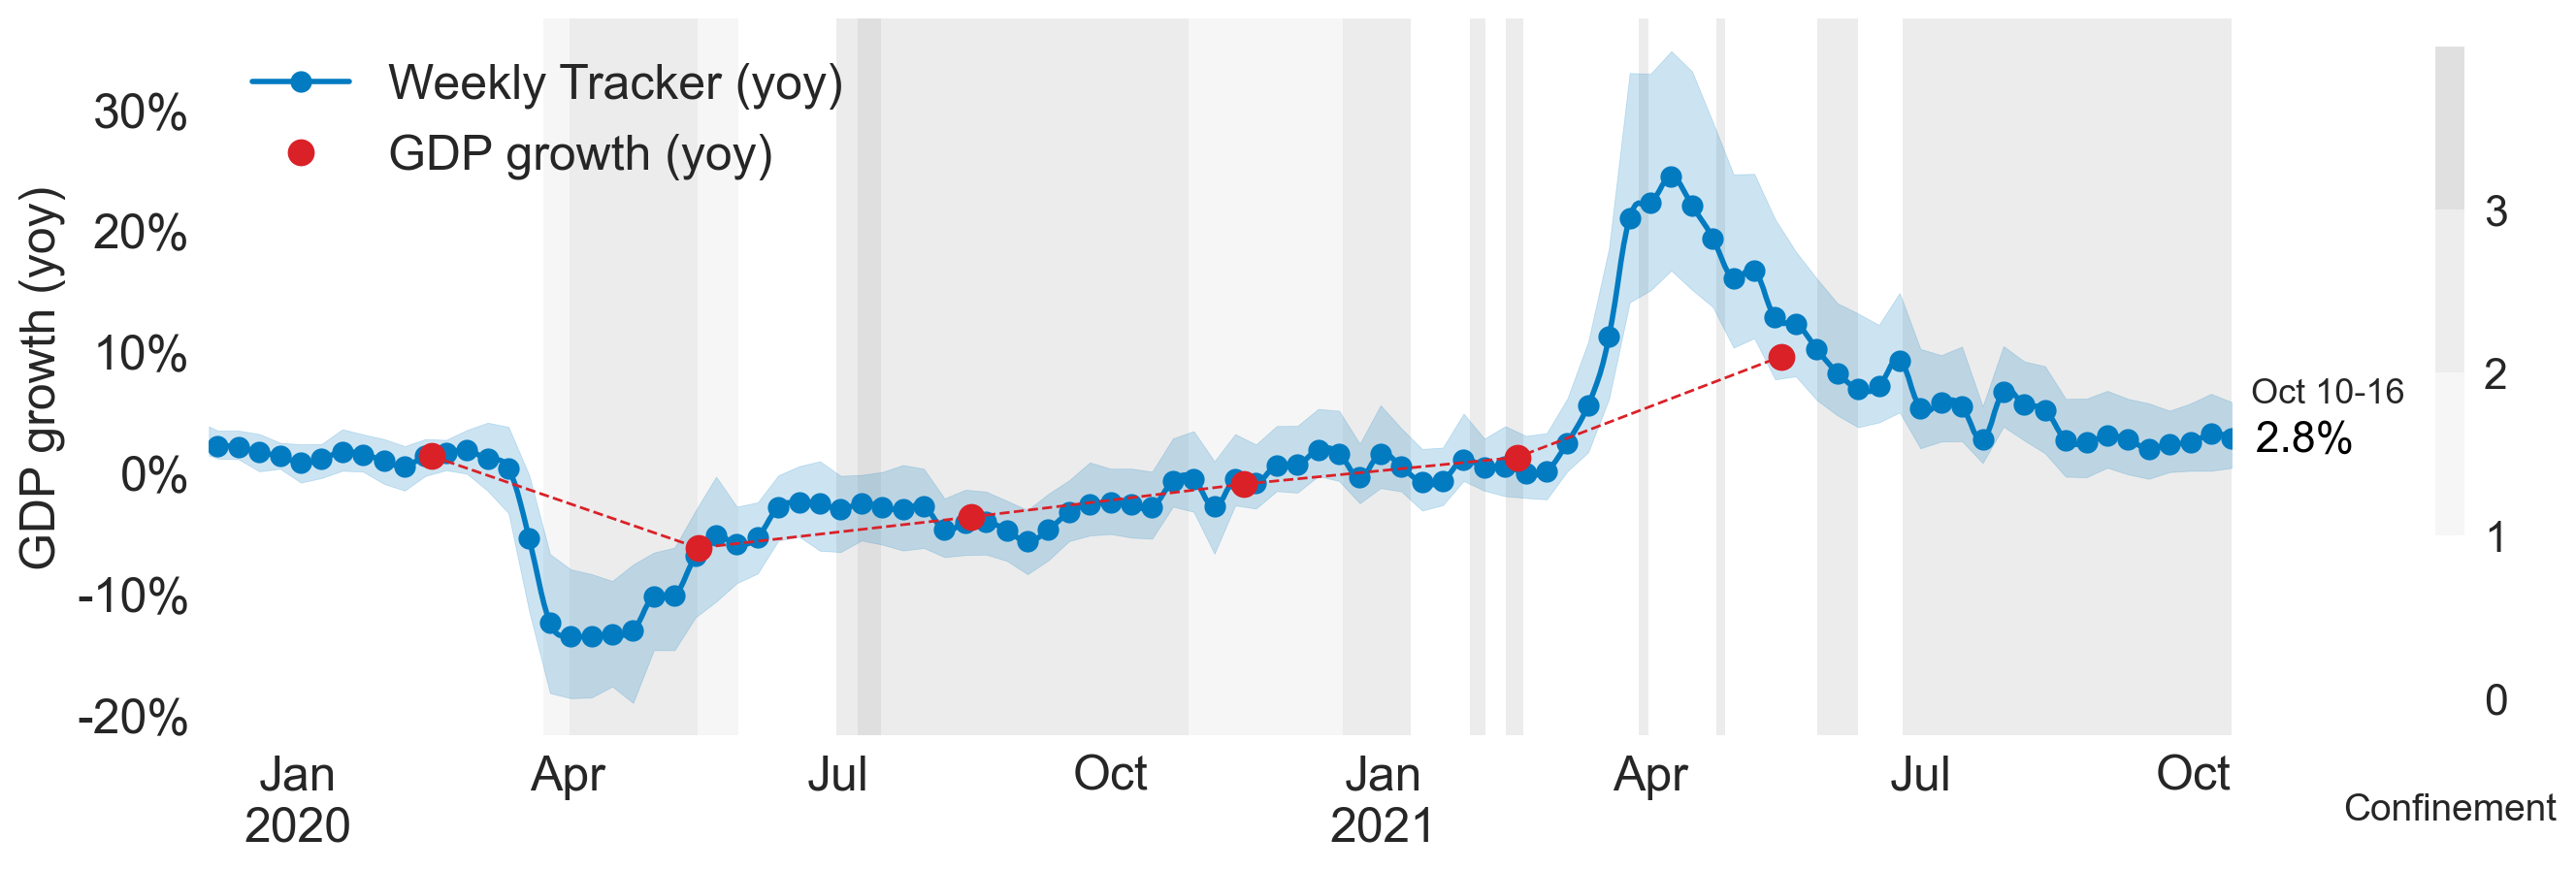 Weekly Tracker (yoy)
GDP growth (yoy)
GDP growth (yoy)
30%
20%
10%
0%
-10%
-20%
Jan
2020
Apr
Jul
Oct
Jan
2021
Apr
Jul
Oct
Oct 10-16
2.8%
3
2
1
0
Confinement